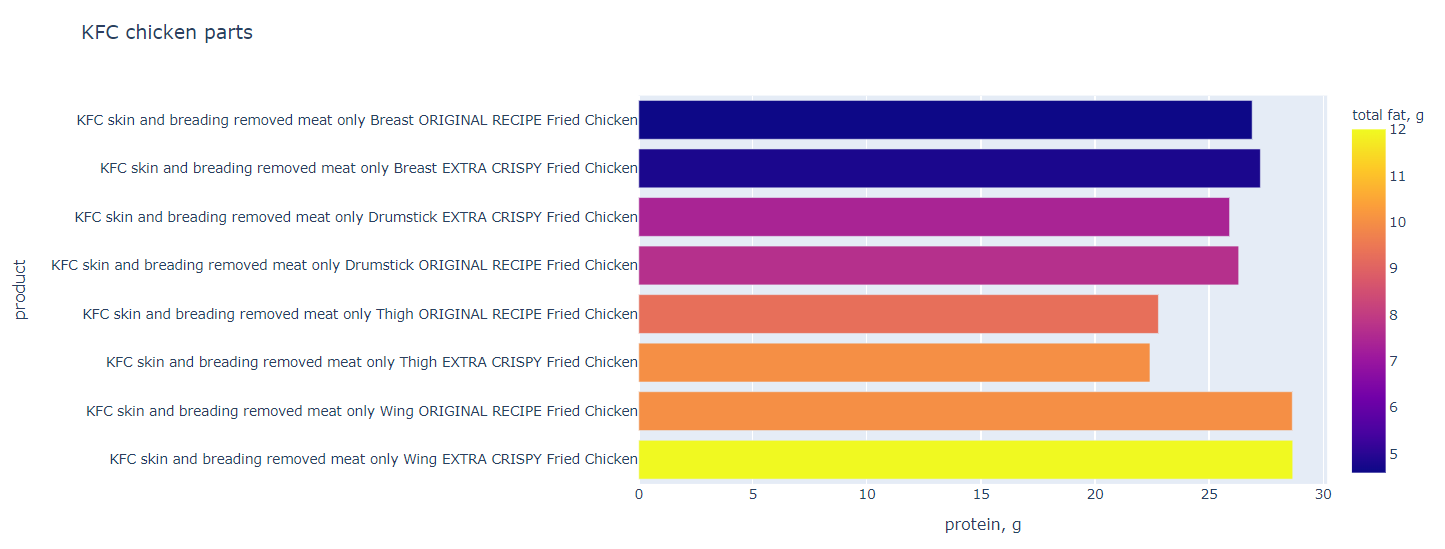 KFC chicken parts
KFC skin and breading removed meat only Breast ORIGINAL RECIPE Fried Chicken
KFC skin and breading removed meat only Breast EXTRA CRISPY Fried Chicken
KFC skin and breading removed meat only Drumstick EXTRA CRISPY Fried Chicken
KFC skin and breading removed meat only Drumstick ORIGINAL RECIPE Fried Chicken
KFC skin and breading removed meat only Thigh ORIGINAL RECIPE Fried Chicken
KFC skin and breading removed meat only Thigh EXTRA CRISPY Fried Chicken
KFC skin and breading removed meat only Wing ORIGINAL RECIPE Fried Chicken
KFC skin and breading removed meat only Wing EXTRA CRISPY Fried Chicken
product
0 5 10 15 20 25 30
protein, g
total fat, g
12
11
10
9
8
7
6
5